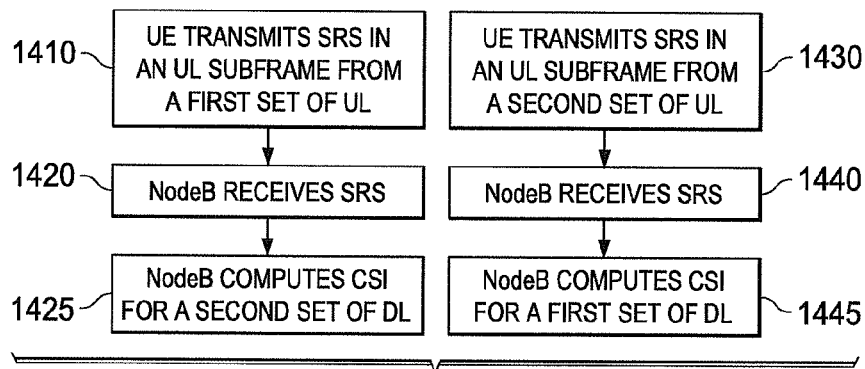 1410
UE TRANSMITS SRS IN
AN UL SUBFRAME FROM
A FIRST SET OF UL
UE TRANSMITS SRS IN
AN UL SUBFRAME FROM
A SECOND SET OF UL
1430
1420
NodeB RECEIVES SRS
NodeB RECEIVES SRS
1440
1425
NodeB COMPUTES CSI
FOR A SECOND SET OF DL
NodeB COMPUTES CSI
FOR A FIRST SET OF DL
1445